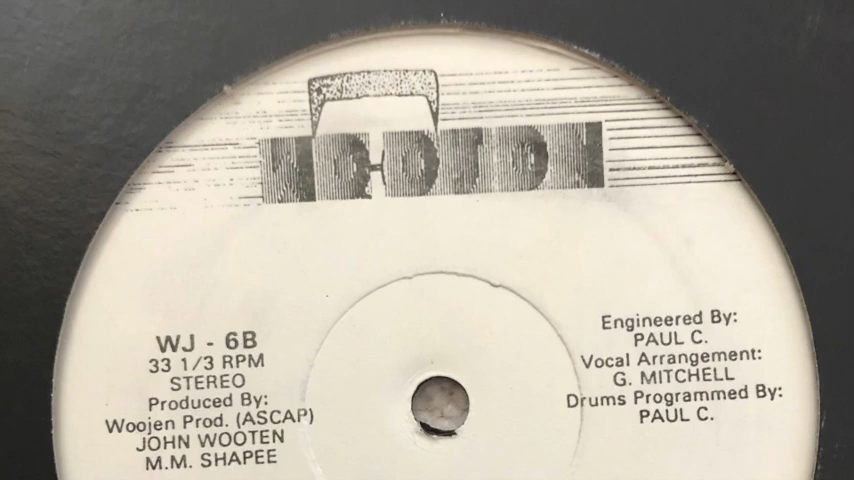 WJ - 6B
33 1/3 RPM
STEREO
Produced By:
Woojen Prod. (ASCAP)
JOHN WOOTEN
M.M. SHAPEE
Engineered By:
PAUL C.
Vocal Arrangement:
G. MITCHELL
Drums Programmed By:
PAUL C.